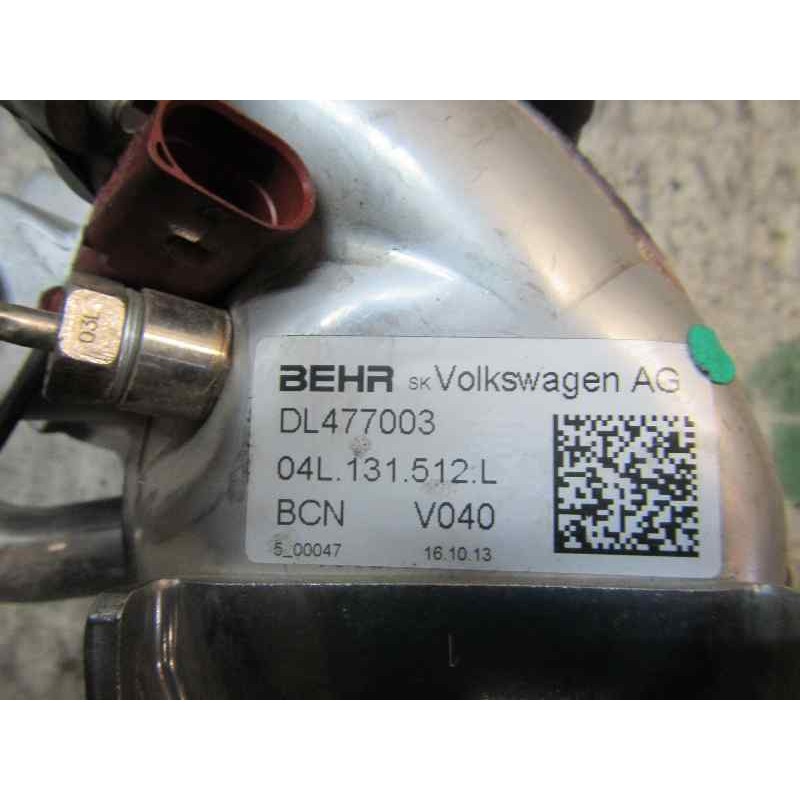 03L
BEHR SK Volkswagen AG
DL477003
04L.131.512.L
BCN V040
5_00047 16.10.13